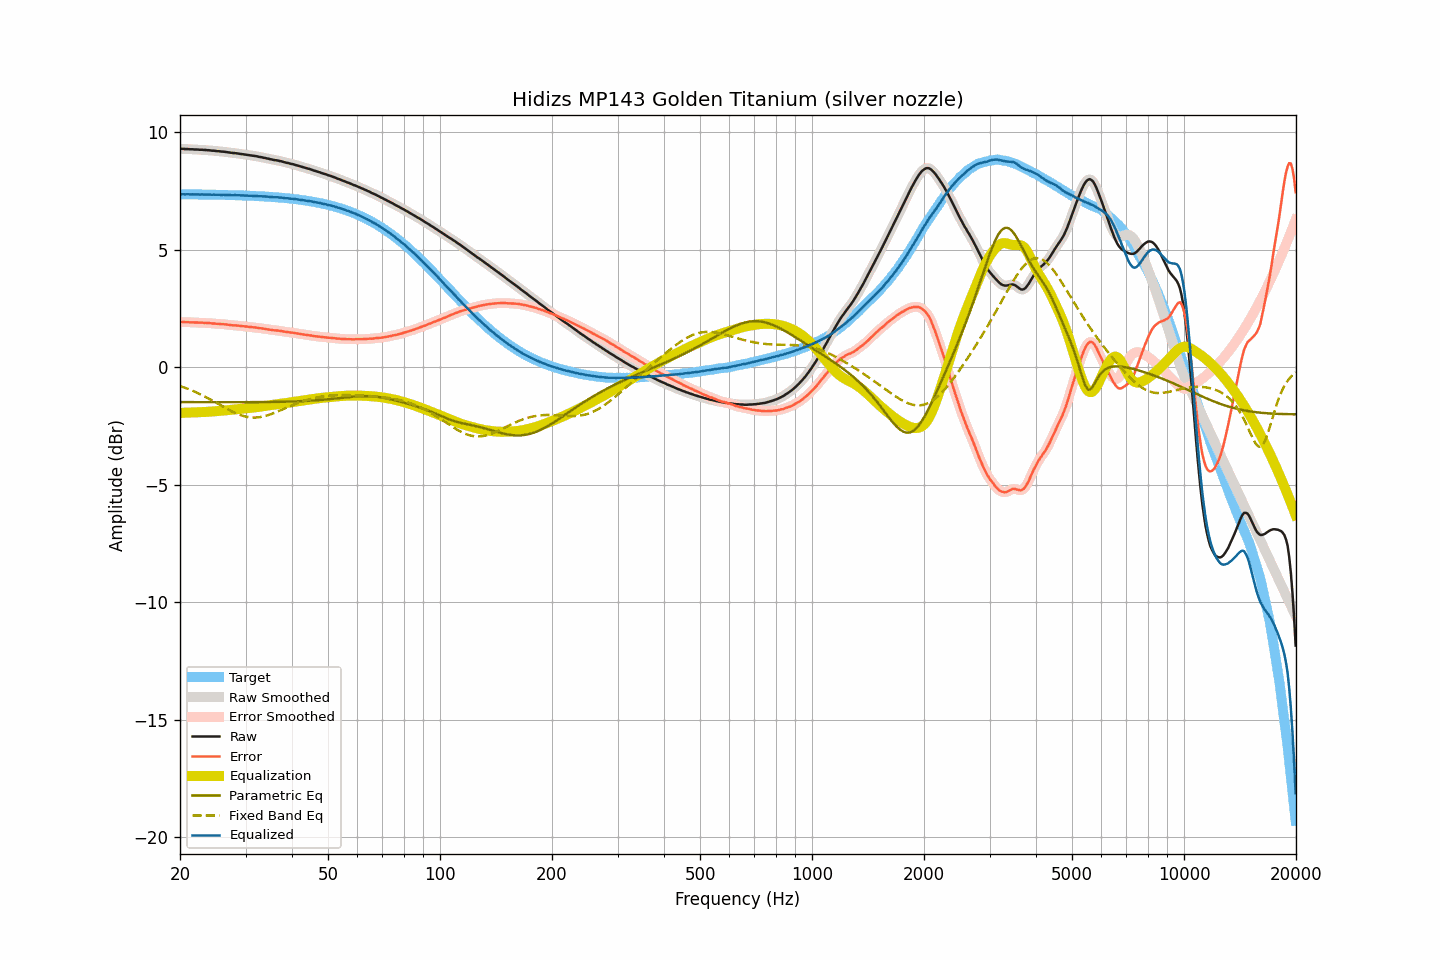 Hidizs MP143 Golden Titanium (silver nozzle)
10
5
0
−5
−10
−15
−20
Amplitude (dBr)
Target
Raw Smoothed
Error Smoothed
Raw
Error
Equalization
Parametric Eq
Fixed Band Eq
Equalized
20 50 100 200 500 1000 2000 5000 10000 20000
Frequency (Hz)